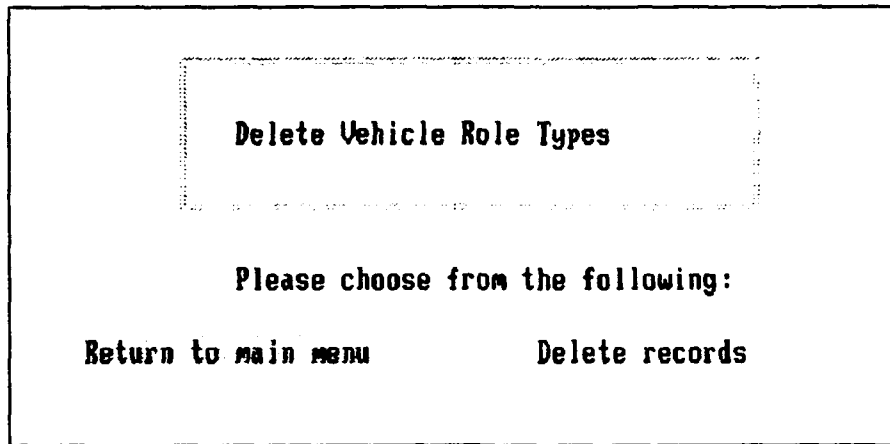 Delete Vehicle Role Types
Please choose from the following:
Return to main menu Delete records